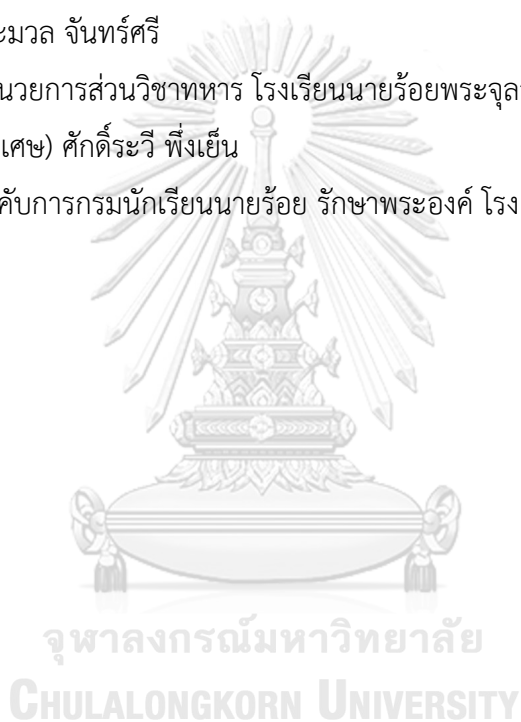 ะมวล จันทร์ศรี
นวยการส่วนวิชาทหาร โรงเรียนนายร้อยพระจุล
เศษ) ศักดิ์ระวี พึ่งเย็น
คับการกรมนักเรียนนายร้อย รักษาพระองค์ โรง
จุฬาลงกรณ์มหาวิทยาลัย
CHULALONGKORN UNIVERSITY